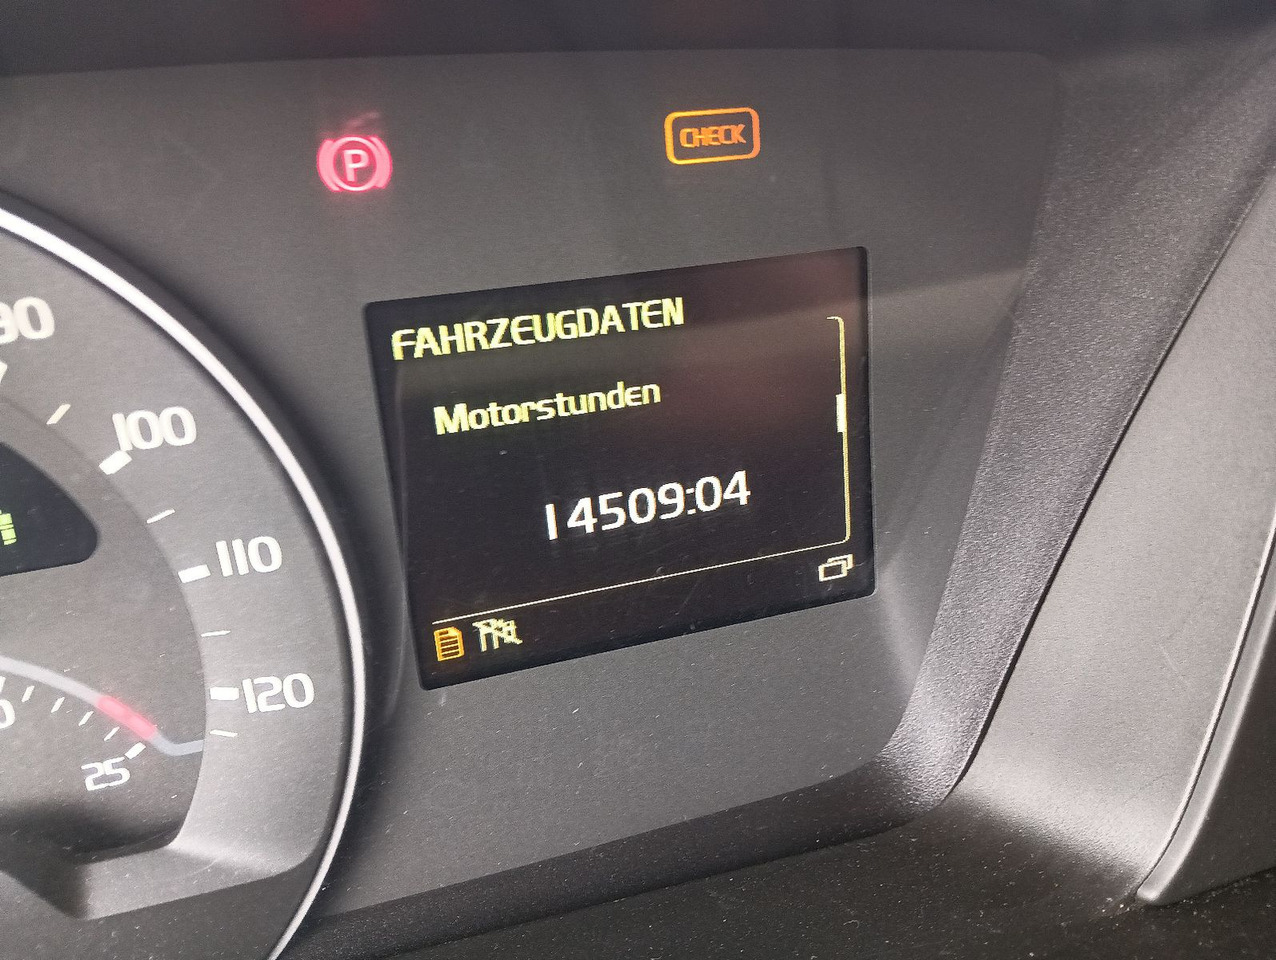 P
CHECK
FAHRZEUGDATEN
Motorstunden
14509:04
90
100
110
120
25